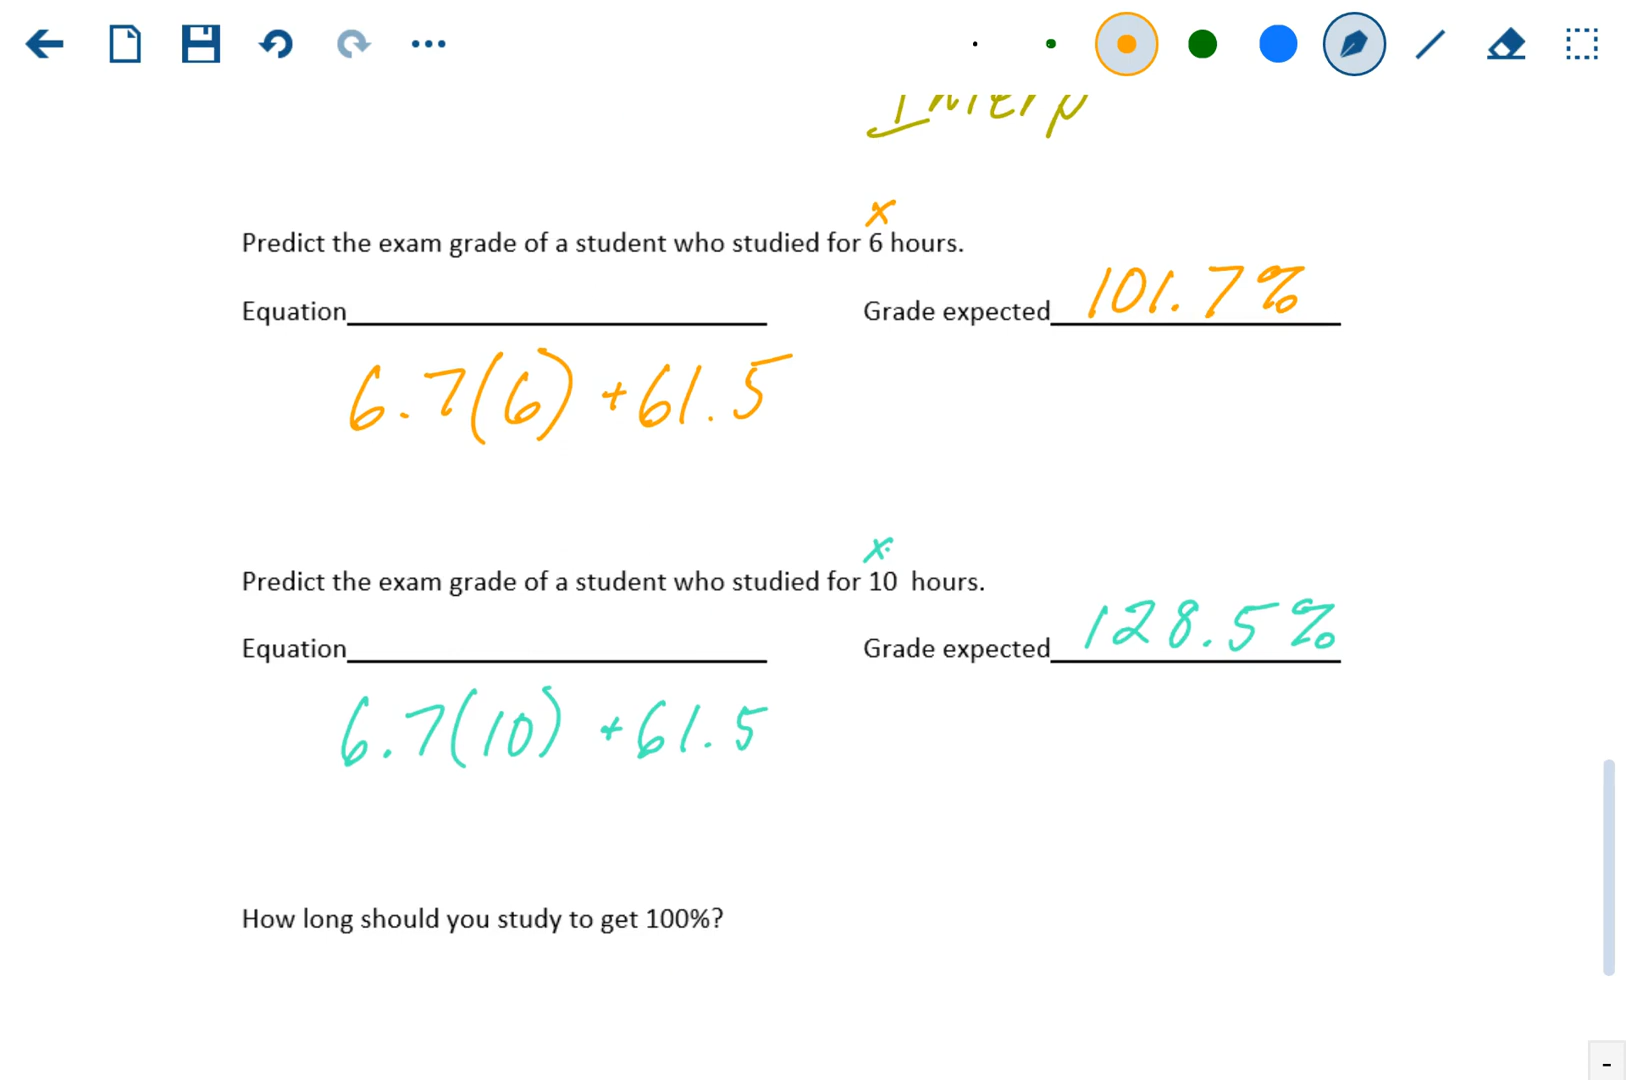 Interp
x
Predict the exam grade of a student who studied for 6 hours.
Equation Grade expected 101.7%
6.7(6) +61.5
x
Predict the exam grade of a student who studied for 10 hours.
Equation Grade expected 128.5%
6.7(10) +61.5
How long should you study to get 100%?